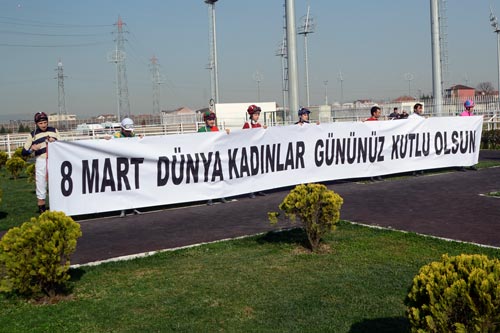 8 MART DÜNYA KADINLAR GÜNÜNÜZ KUTLU OLSUN